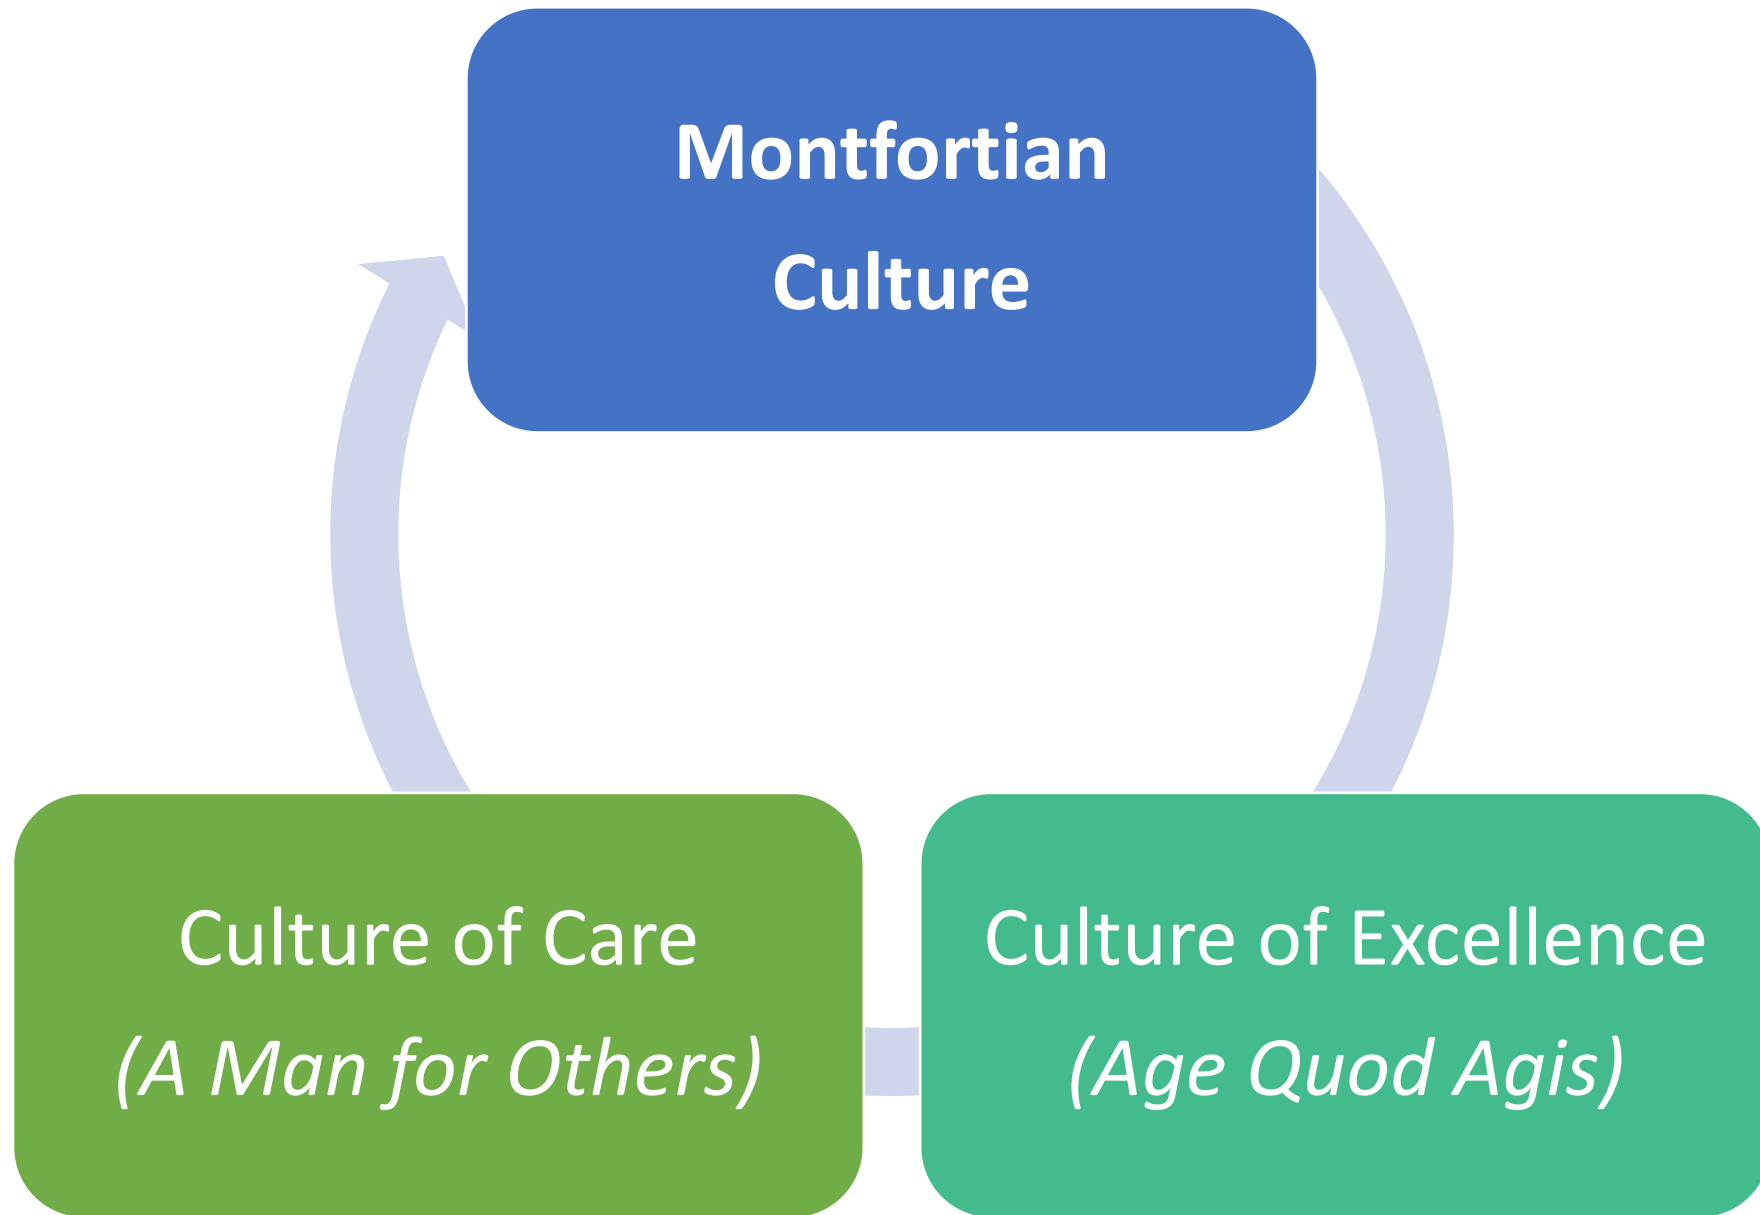 Montfortian
Culture
Culture of Care
(A Man for Others)
Culture of Excellence
(Age Quod Agis)